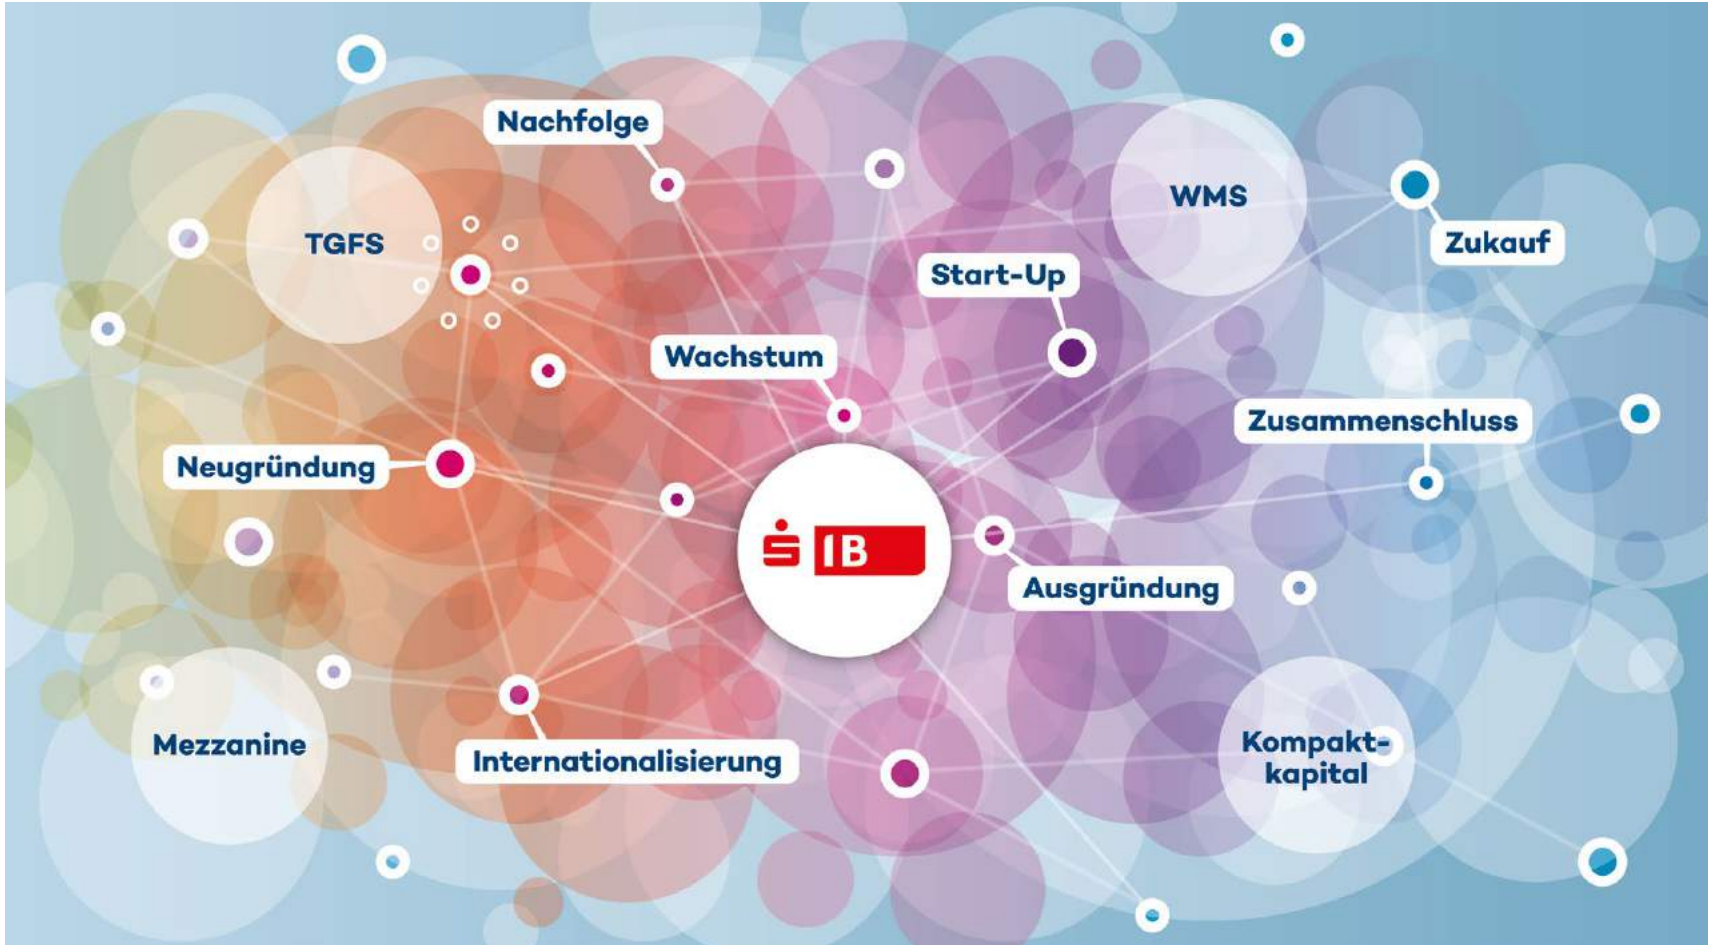 Nachfolge
WMS
TGFS
Zukauf
Start-Up
Wachstum
Zusammenschluss
Neugründung
IB
Ausgründung
Mezzanine
Internationalisierung
Kompakt-
kapital